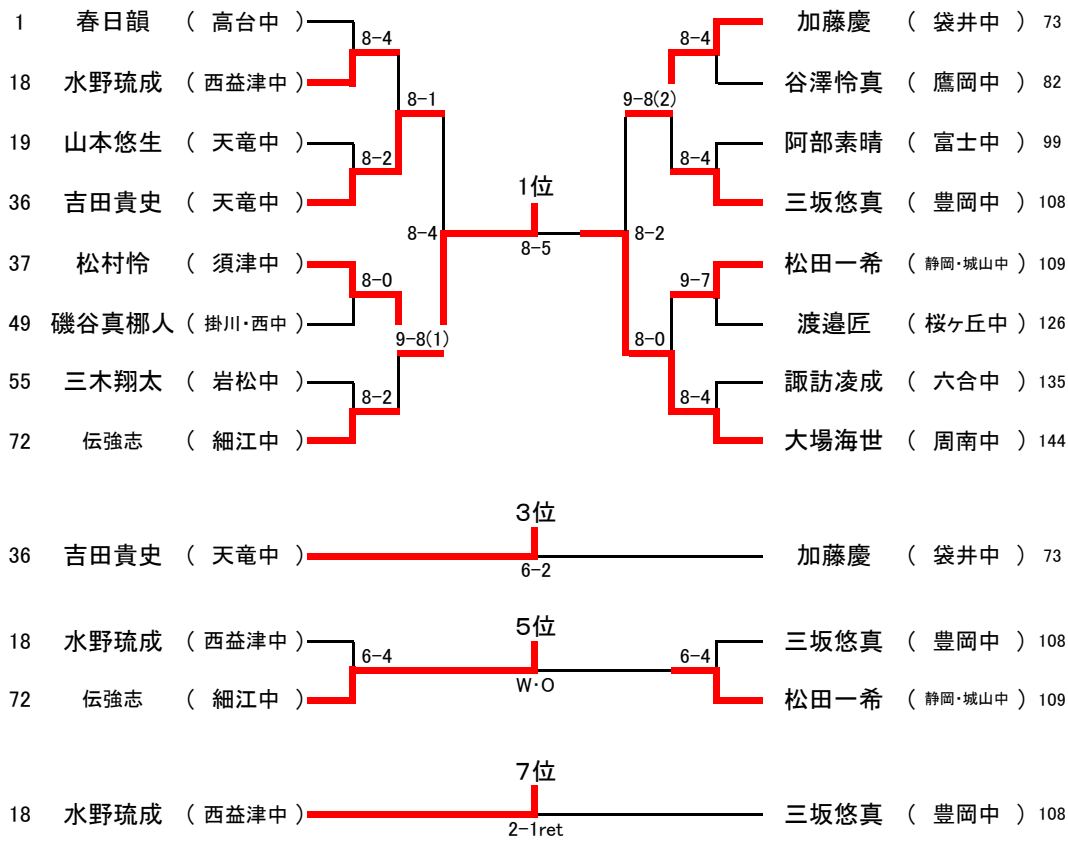 1 春日韻 ( 高台中 ) 加藤慶 ( 袋井中 ) 73
8-4 8-4
18 水野琉成 ( 西益津中 ) 谷澤怜真 ( 鷹岡中 ) 82
8-1 9-8(2)
19 山本悠生 ( 天竜中 ) 阿部素晴 ( 富士中 ) 99
8-2 8-4
36 吉田貴史 ( 天竜中 ) 1位 三坂悠真 ( 豊岡中 ) 108
8-4 8-5 8-2
37 松村怜 ( 須津中 ) 松田一希 ( 静岡・城山中 ) 109
8-0 9-7
49 磯谷真梛人 ( 掛川・西中 ) 渡邉匠 ( 桜ヶ丘中 ) 126
9-8(1) 8-0
55 三木翔太 ( 岩松中 ) 諏訪凌成 ( 六合中 ) 135
8-2 8-4
72 伝強志 ( 細江中 ) 大場海世 ( 周南中 ) 144
3位
36 吉田貴史 ( 天竜中 ) 加藤慶 ( 袋井中 ) 73
6-2
5位
18 水野琉成 ( 西益津中 ) 三坂悠真 ( 豊岡中 ) 108
6-4 W・O 6-4
72 伝強志 ( 細江中 ) 松田一希 ( 静岡・城山中 ) 109
7位
18 水野琉成 ( 西益津中 ) 三坂悠真 ( 豊岡中 ) 108
2-1ret